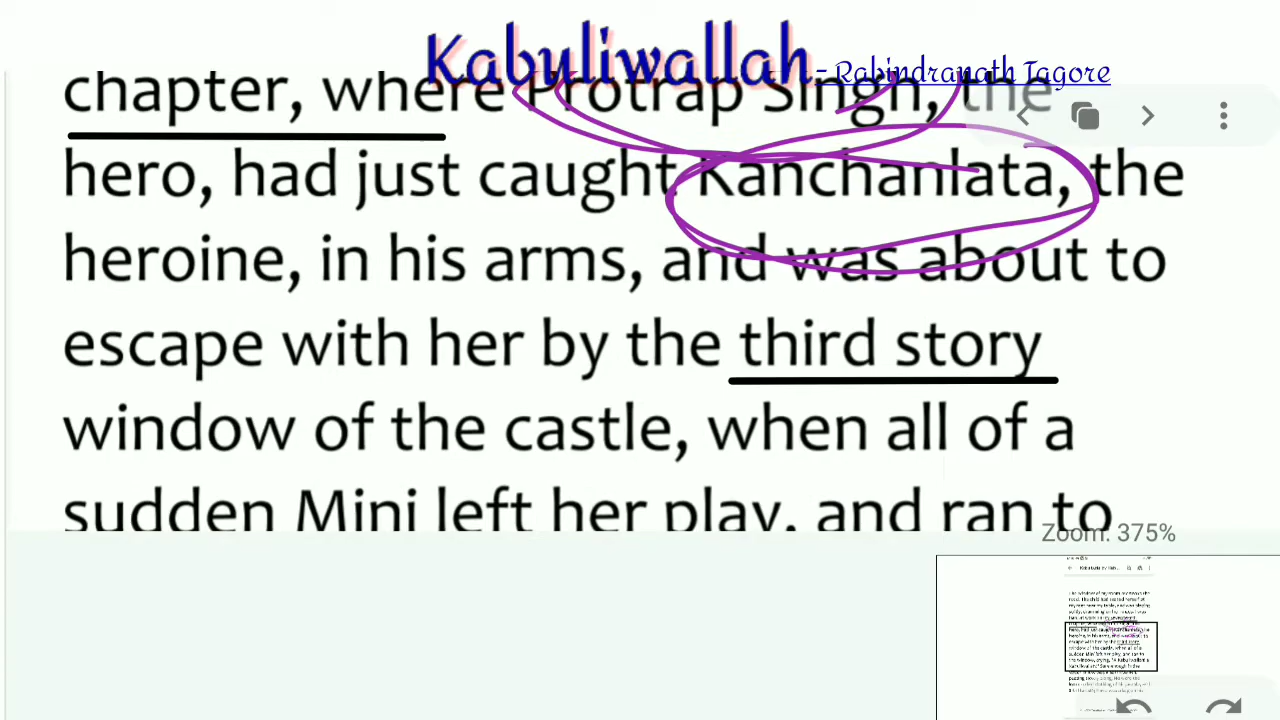 Kabuliwallah - Rabindranath Tagore
chapter, where Protrap Singh, the
hero, had just caught Kanchanlata, the
heroine, in his arms, and was about to
escape with her by the third story
window of the castle, when all of a
sudden Mini left her play, and ran to
Zoom: 375%